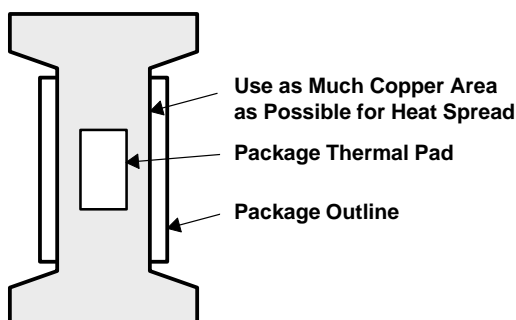 Use as Much Copper Area
as Possible for Heat Spread
Package Thermal Pad
Package Outline